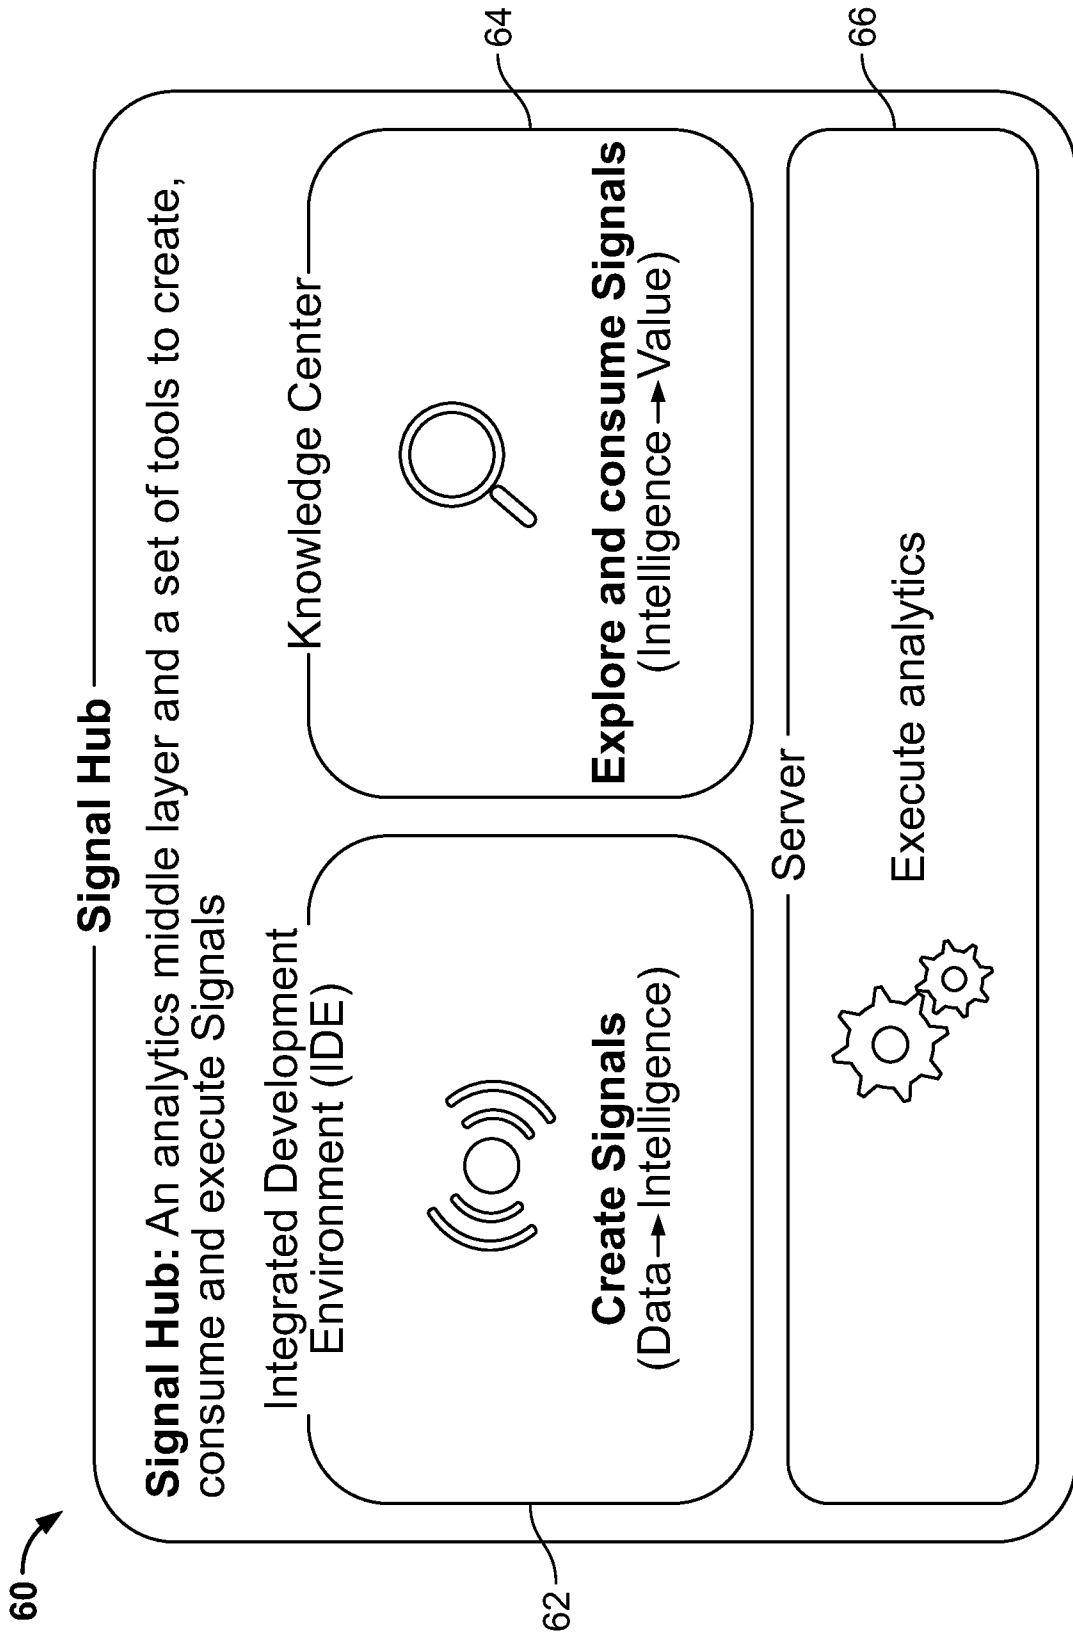 60
Signal Hub
Signal Hub: An analytics middle layer and a set of tools to create,
consume and execute Signals
Integrated Development
Environment (IDE)
Create Signals
(Data→Intelligence)
62
Knowledge Center
Explore and consume Signals
(Intelligence→Value)
64
Server
Execute analytics
66